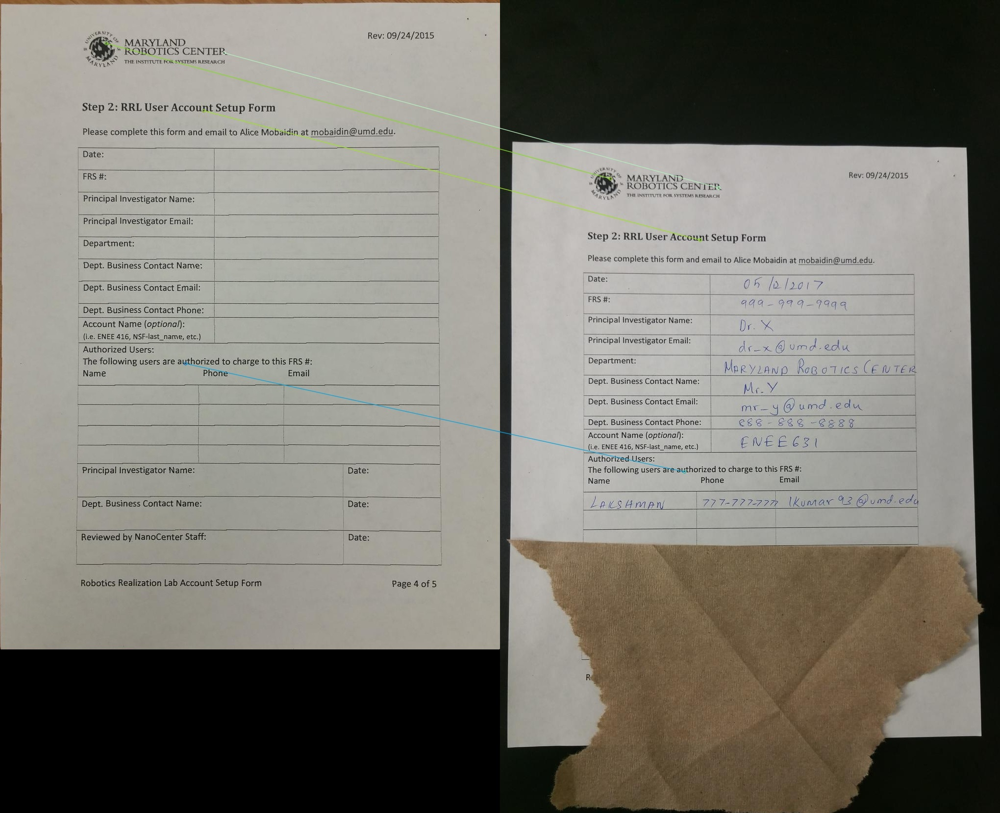 UNIVERSITY OF
MARYLAND
18 56
MARYLAND
ROBOTICS CENTER
THE INSTITUTE FOR SYSTEMS RESEARCH
Rev: 09/24/2015
Step 2: RRL User Account Setup Form
Please complete this form and email to Alice Mobaidin at mobaidin@umd.edu.
Date:
FRS #:
Principal Investigator Name:
Principal Investigator Email:
Department:
Dept. Business Contact Name:
Dept. Business Contact Email:
Dept. Business Contact Phone:
Account Name (optional):
(i.e. ENEE 416, NSF-last_name, etc.)
Authorized Users:
The following users are authorized to charge to this FRS #:
Name Phone Email
Principal Investigator Name: Date:
Dept. Business Contact Name: Date:
Reviewed by NanoCenter Staff: Date:
Robotics Realization Lab Account Setup Form Page 4 of 5
UNIVERSITY OF
MARYLAND
18 56
MARYLAND
ROBOTICS CENTER
THE INSTITUTE FOR SYSTEMS RESEARCH
Rev: 09/24/2015
Step 2: RRL User Account Setup Form
Please complete this form and email to Alice Mobaidin at mobaidin@umd.edu.
Date: 05/12/2017
FRS #: 999-999-9999
Principal Investigator Name: Dr. X
Principal Investigator Email: dr_x@umd.edu
Department: MARYLAND ROBOTICS CENTER
Dept. Business Contact Name: Mr. Y
Dept. Business Contact Email: mr_y@umd.edu
Dept. Business Contact Phone: 888-888-8888
Account Name (optional): ENEE631
(i.e. ENEE 416, NSF-last_name, etc.)
Authorized Users:
The following users are authorized to charge to this FRS #:
Name Phone Email
LAKSHMAN 777-777-7777 lkumar93@umd.edu
R